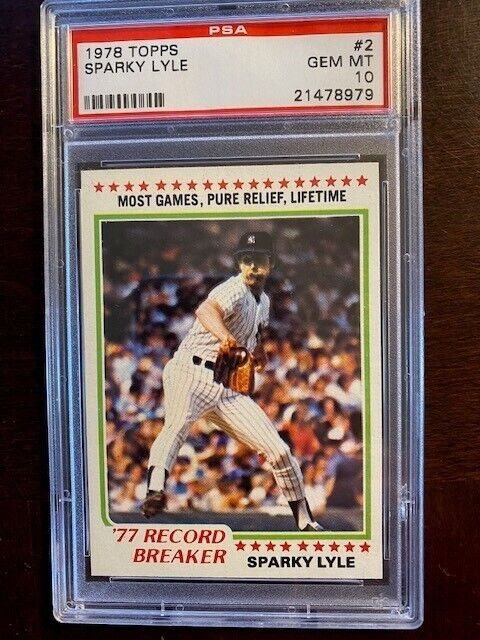 PSA
1978 TOPPS #2
SPARKY LYLE GEM MT
10
21478979
MOST GAMES, PURE RELIEF, LIFETIME
'77 RECORD
BREAKER
SPARKY LYLE